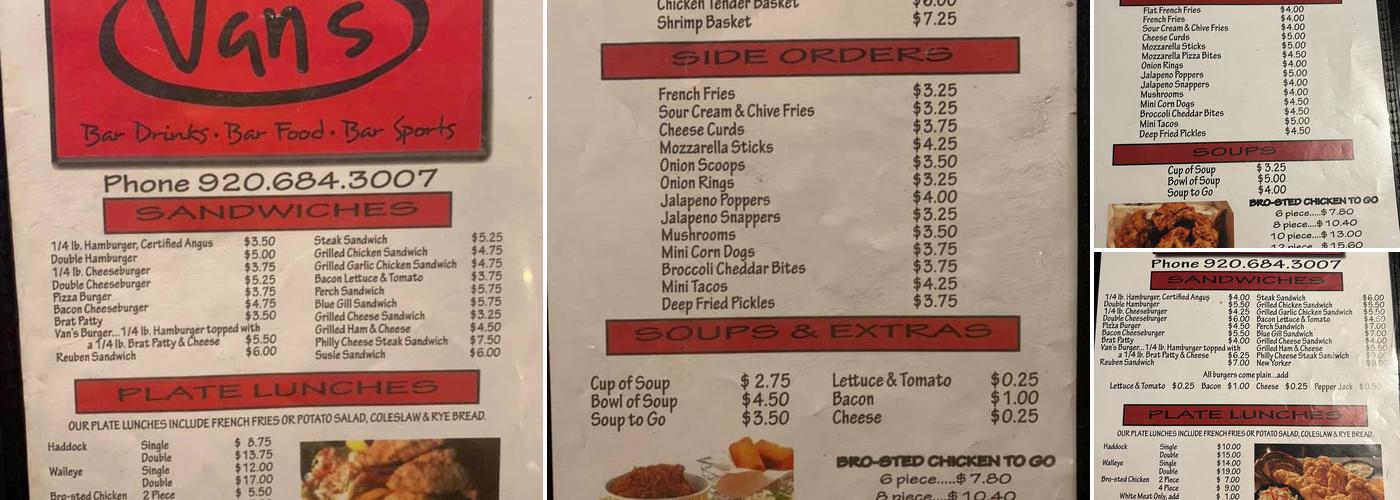 Van's
Bar Drinks • Bar Food • Bar Sports
Phone 920.684.3007
SANDWICHES
1/4 lb. Hamburger, Certified Angus $3.50
Double Hamburger $5.00
1/4 lb. Cheeseburger $3.75
Double Cheeseburger $5.25
Pizza Burger $3.75
Bacon Cheeseburger $4.75
Brat Patty $3.50
Van's Burger...1/4 lb. Hamburger topped with
a 1/4 lb. Brat Patty & Cheese $5.50
Reuben Sandwich $6.00
Steak Sandwich $5.25
Grilled Chicken Sandwich $4.75
Grilled Garlic Chicken Sandwich $4.75
Bacon Lettuce & Tomato $3.75
Perch Sandwich $5.75
Blue Gill Sandwich $5.75
Grilled Cheese Sandwich $3.25
Grilled Ham & Cheese $4.50
Philly Cheese Steak Sandwich $7.50
Susie Sandwich $6.00
PLATE LUNCHES
OUR PLATE LUNCHES INCLUDE FRENCH FRIES OR POTATO SALAD, COLESLAW & RYE BREAD.
Haddock Single $ 8.75
Double $13.75
Walleye Single $12.00
Double $17.00
Bro-sted Chicken 2 Piece $ 5.50
Chicken Tender Basket $6.00
Shrimp Basket $7.25
SIDE ORDERS
French Fries $3.25
Sour Cream & Chive Fries $3.25
Cheese Curds $3.75
Mozzarella Sticks $4.25
Onion Scoops $3.50
Onion Rings $3.25
Jalapeno Poppers $4.00
Jalapeno Snappers $3.25
Mushrooms $3.50
Mini Corn Dogs $3.75
Broccoli Cheddar Bites $3.75
Mini Tacos $4.25
Deep Fried Pickles $3.75
SOUPS & EXTRAS
Cup of Soup $ 2.75
Bowl of Soup $4.50
Soup to Go $3.50
Lettuce & Tomato $0.25
Bacon $1.00
Cheese $0.25
BRO-STED CHICKEN TO GO
6 piece.....$ 7.80
8 piece....$ 10.40
Flat French Fries $4.00
French Fries $4.00
Sour Cream & Chive Fries $4.00
Cheese Curds $5.00
Mozzarella Sticks $5.00
Mozzarella Pizza Bites $4.50
Onion Rings $4.00
Jalapeno Poppers $5.00
Jalapeno Snappers $4.00
Mushrooms $4.00
Mini Corn Dogs $4.50
Broccoli Cheddar Bites $4.50
Mini Tacos $5.00
Deep Fried Pickles $4.50
SOUPS
Cup of Soup $ 3.25
Bowl of Soup $5.00
Soup to Go $4.00
BRO-STED CHICKEN TO GO
6 piece.....$ 7.80
8 piece....$ 10.40
10 piece....$ 13.00
12 piece....$ 15.60
Phone 920.684.3007
SANDWICHES
1/4 lb. Hamburger, Certified Angus $4.00
Double Hamburger $5.50
1/4 lb. Cheeseburger $4.25
Double Cheeseburger $6.00
Pizza Burger $4.50
Bacon Cheeseburger $5.50
Brat Patty $4.00
Van's Burger...1/4 lb. Hamburger topped with
a 1/4 lb. Brat Patty & Cheese $6.25
Reuben Sandwich $7.00
Steak Sandwich $6.00
Grilled Chicken Sandwich $5.50
Grilled Garlic Chicken Sandwich $5.50
Bacon Lettuce & Tomato $4.50
Perch Sandwich $7.00
Blue Gill Sandwich $7.00
Grilled Cheese Sandwich $4.00
Grilled Ham & Cheese $5.50
Philly Cheese Steak Sandwich
New Yorker
All burgers come plain...add
Lettuce & Tomato $0.25 Bacon $1.00 Cheese $0.25 Pepper Jack $0.50
PLATE LUNCHES
OUR PLATE LUNCHES INCLUDE FRENCH FRIES OR POTATO SALAD, COLESLAW & RYE BREAD.
Haddock Single $10.00
Double $15.00
Walleye Single $14.00
Double $19.00
Bro-sted Chicken 2 Piece $ 7.00
4 Piece $ 9.00
White Meat Only, add $ 1.00